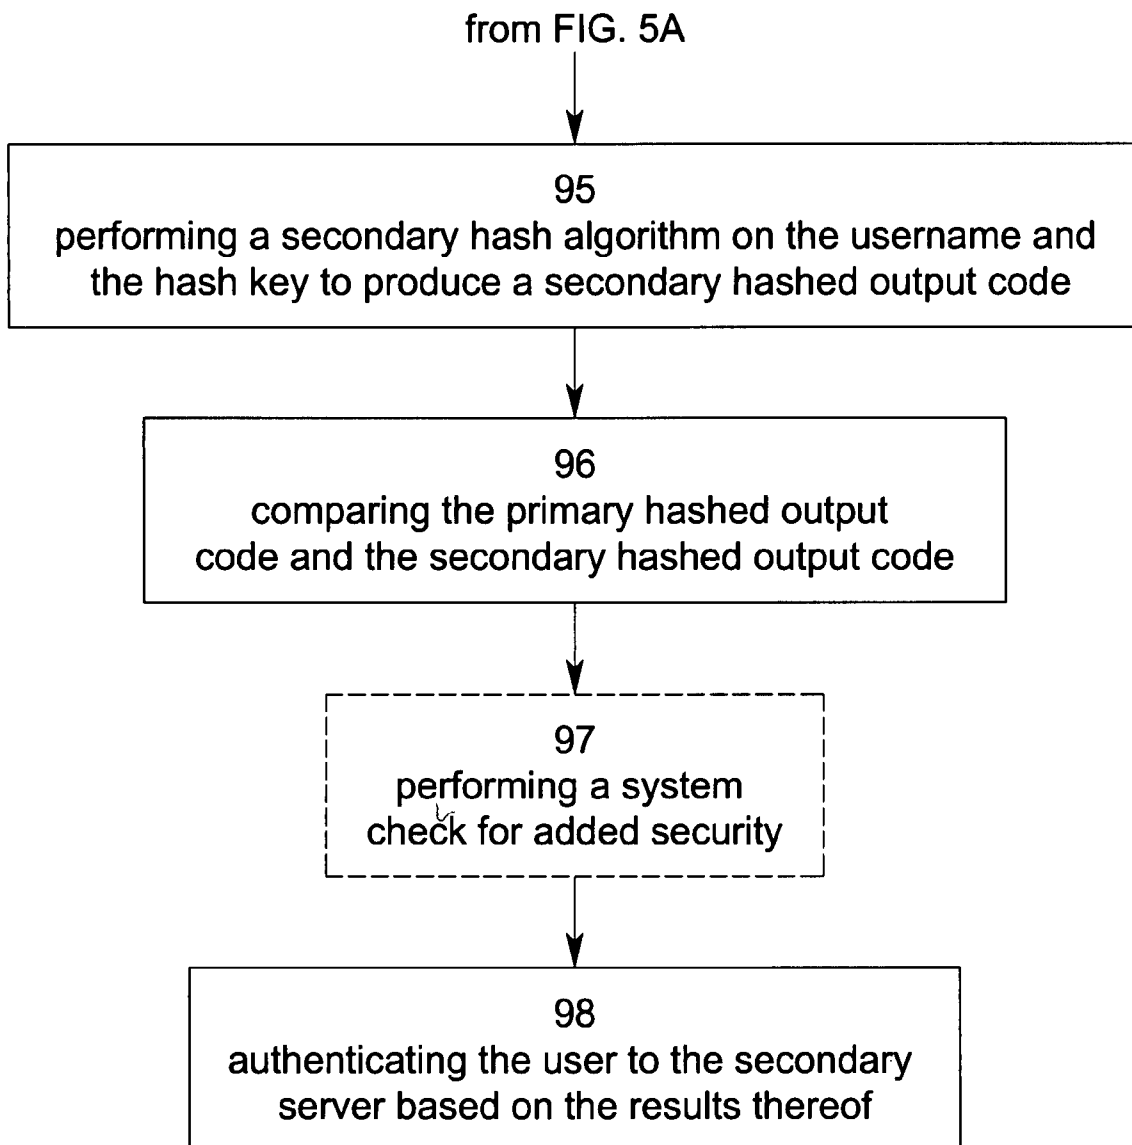 from FIG. 5A
95
performing a secondary hash algorithm on the username and
the hash key to produce a secondary hashed output code
96
comparing the primary hashed output
code and the secondary hashed output code
97
performing a system
check for added security
98
authenticating the user to the secondary
server based on the results thereof